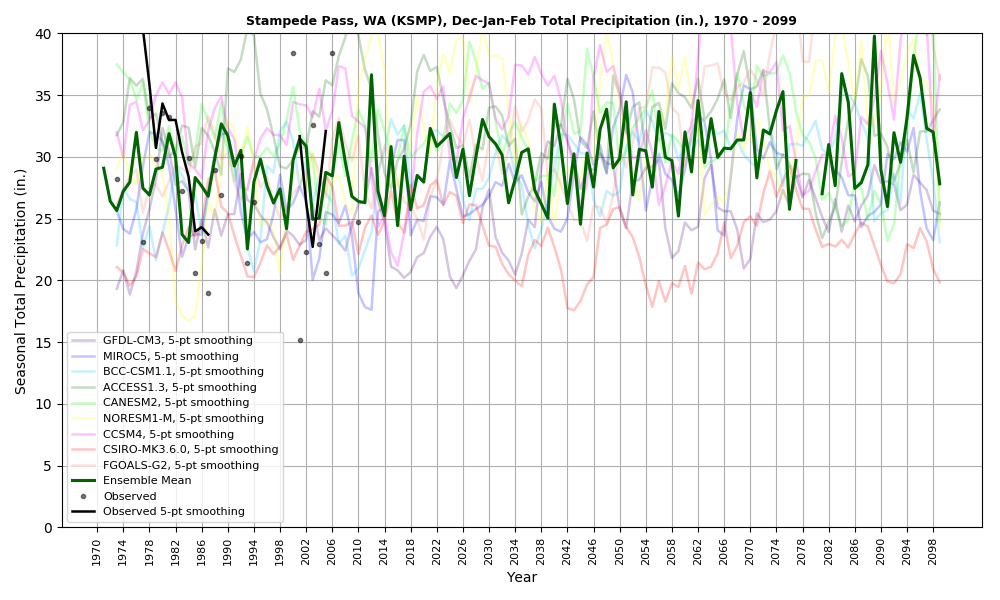 Stampede Pass, WA (KSMP), Dec-Jan-Feb Total Precipitation (in.), 1970 - 2099
Seasonal Total Precipitation (in.)
40
35
30
25
20
15
10
5
0
GFDL-CM3, 5-pt smoothing
MIROC5, 5-pt smoothing
BCC-CSM1.1, 5-pt smoothing
ACCESS1.3, 5-pt smoothing
CANESM2, 5-pt smoothing
NORESM1-M, 5-pt smoothing
CCSM4, 5-pt smoothing
CSIRO-MK3.6.0, 5-pt smoothing
FGOALS-G2, 5-pt smoothing
Ensemble Mean
Observed
Observed 5-pt smoothing
1970 1974 1978 1982 1986 1990 1994 1998 2002 2006 2010 2014 2018 2022 2026 2030 2034 2038 2042 2046 2050 2054 2058 2062 2066 2070 2074 2078 2082 2086 2090 2094 2098
Year